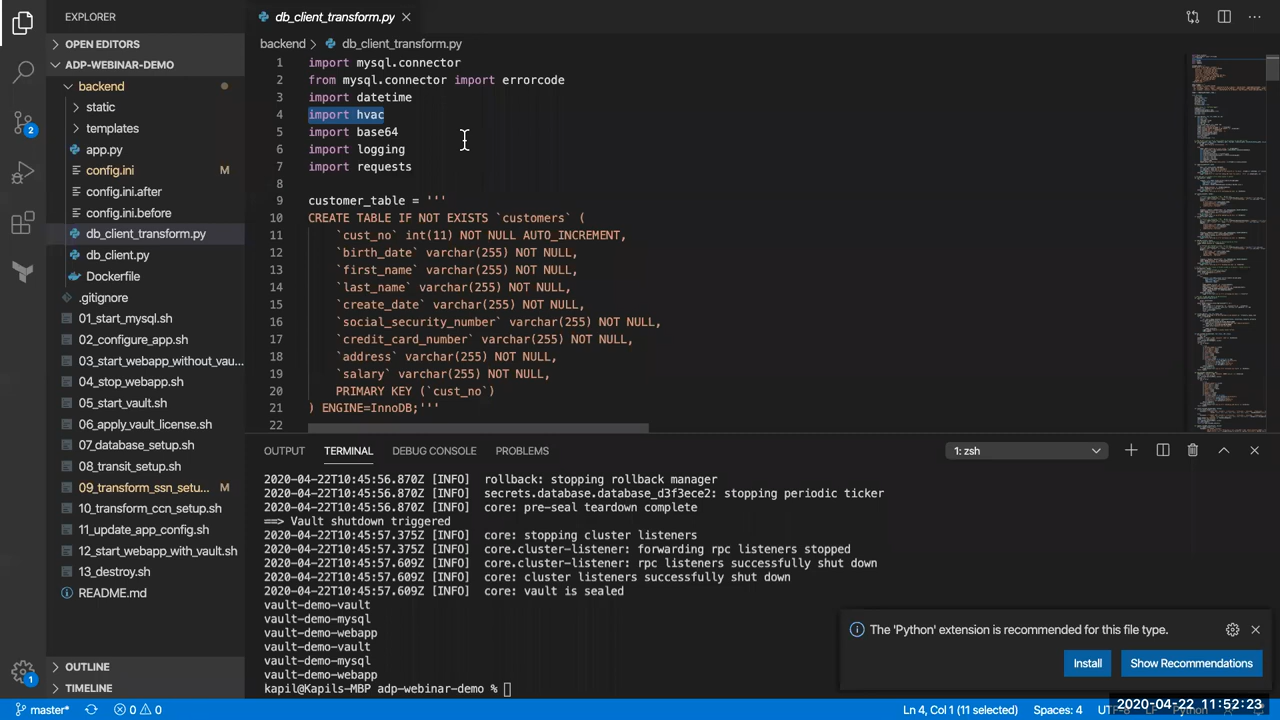 EXPLORER
OPEN EDITORS
ADP-WEBINAR-DEMO
backend
static
templates
app.py
config.ini M
config.ini.after
config.ini.before
db_client_transform.py
db_client.py
Dockerfile
.gitignore
01_start_mysql.sh
02_configure_app.sh
03_start_webapp_without_vau...
04_stop_webapp.sh
05_start_vault.sh
06_apply_vault_license.sh
07_database_setup.sh
08_transit_setup.sh
09_transform_ssn_setu... M
10_transform_ccn_setup.sh
11_update_app_config.sh
12_start_webapp_with_vault.sh
13_destroy.sh
README.md
OUTLINE
TIMELINE
2
1
db_client_transform.py
backend > db_client_transform.py
1 import mysql.connector
2 from mysql.connector import errorcode
3 import datetime
4 import hvac
5 import base64
6 import logging
7 import requests
8
9 customer_table = '''
10 CREATE TABLE IF NOT EXISTS `customers` (
11 `cust_no` int(11) NOT NULL AUTO_INCREMENT,
12 `birth_date` varchar(255) NOT NULL,
13 `first_name` varchar(255) NOT NULL,
14 `last_name` varchar(255) NOT NULL,
15 `create_date` varchar(255) NOT NULL,
16 `social_security_number` varchar(255) NOT NULL,
17 `credit_card_number` varchar(255) NOT NULL,
18 `address` varchar(255) NOT NULL,
19 `salary` varchar(255) NOT NULL,
20 PRIMARY KEY (`cust_no`)
21 ) ENGINE=InnoDB;'''
22
OUTPUT TERMINAL DEBUG CONSOLE PROBLEMS 1: zsh
2020-04-22T10:45:56.870Z [INFO] rollback: stopping rollback manager
2020-04-22T10:45:56.870Z [INFO] secrets.database.database_d3f3ece2: stopping periodic ticker
2020-04-22T10:45:56.870Z [INFO] core: pre-seal teardown complete
==> Vault shutdown triggered
2020-04-22T10:45:57.375Z [INFO] core: stopping cluster listeners
2020-04-22T10:45:57.375Z [INFO] core.cluster-listener: forwarding rpc listeners stopped
2020-04-22T10:45:57.609Z [INFO] core.cluster-listener: rpc listeners successfully shut down
2020-04-22T10:45:57.609Z [INFO] core: cluster listeners successfully shut down
2020-04-22T10:45:57.609Z [INFO] core: vault is sealed
vault-demo-vault
vault-demo-mysql
vault-demo-webapp
vault-demo-vault
vault-demo-mysql
vault-demo-webapp
kapil@Kapils-MBP adp-webinar-demo %
The 'Python' extension is recommended for this file type.
Install Show Recommendations
master* 0 0 Ln 4, Col 1 (11 selected) Spaces: 4
2020-04-22 11:52:23